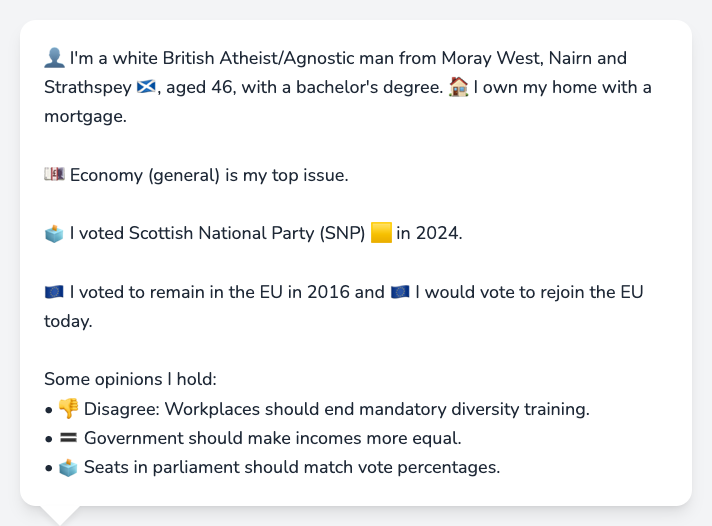 👤 I'm a white British Atheist/Agnostic man from Moray West, Nairn and
Strathspey 🏴󠁧󠁢󠁳󠁣󠁴󠁿, aged 46, with a bachelor's degree. 🏠 I own my home with a
mortgage.
💷 Economy (general) is my top issue.
🗳️ I voted Scottish National Party (SNP) 🟨 in 2024.
🇪🇺 I voted to remain in the EU in 2016 and 🇪🇺 I would vote to rejoin the EU
today.
Some opinions I hold:
• 👎 Disagree: Workplaces should end mandatory diversity training.
• 🟰 Government should make incomes more equal.
• 🗳️ Seats in parliament should match vote percentages.